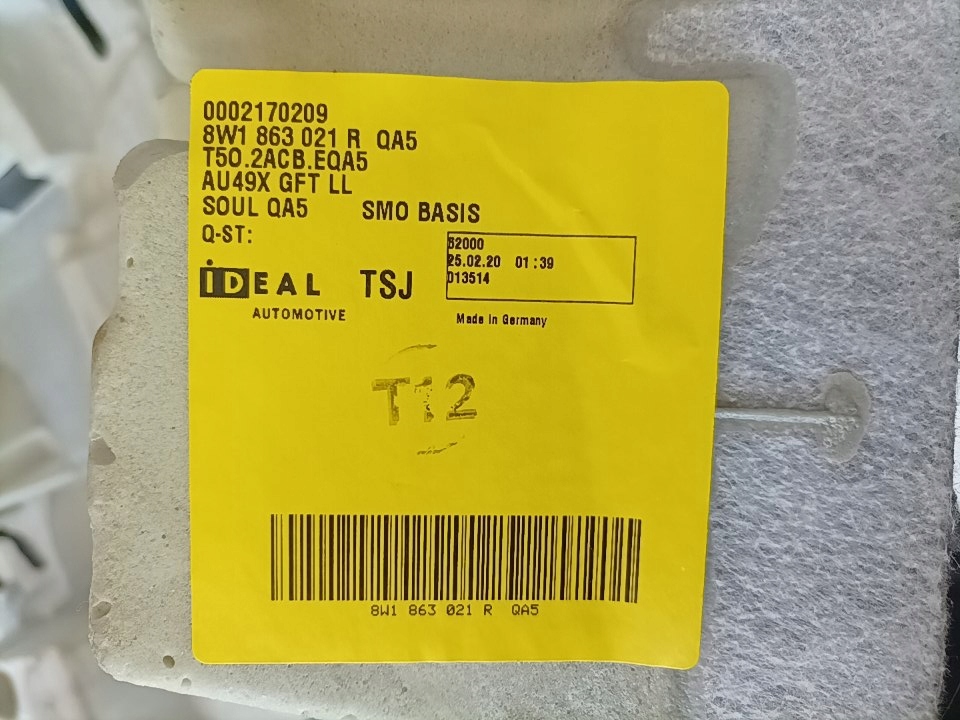 0002170209
8W1 863 021 R QA5
T50.2ACB.EQA5
AU49X GFT LL
SOUL QA5 SMO BASIS
Q-ST:
62000
25.02.20 01:39
013514
iDEAL TSJ
AUTOMOTIVE
Made in Germany
T12
8W1 863 021 R QA5